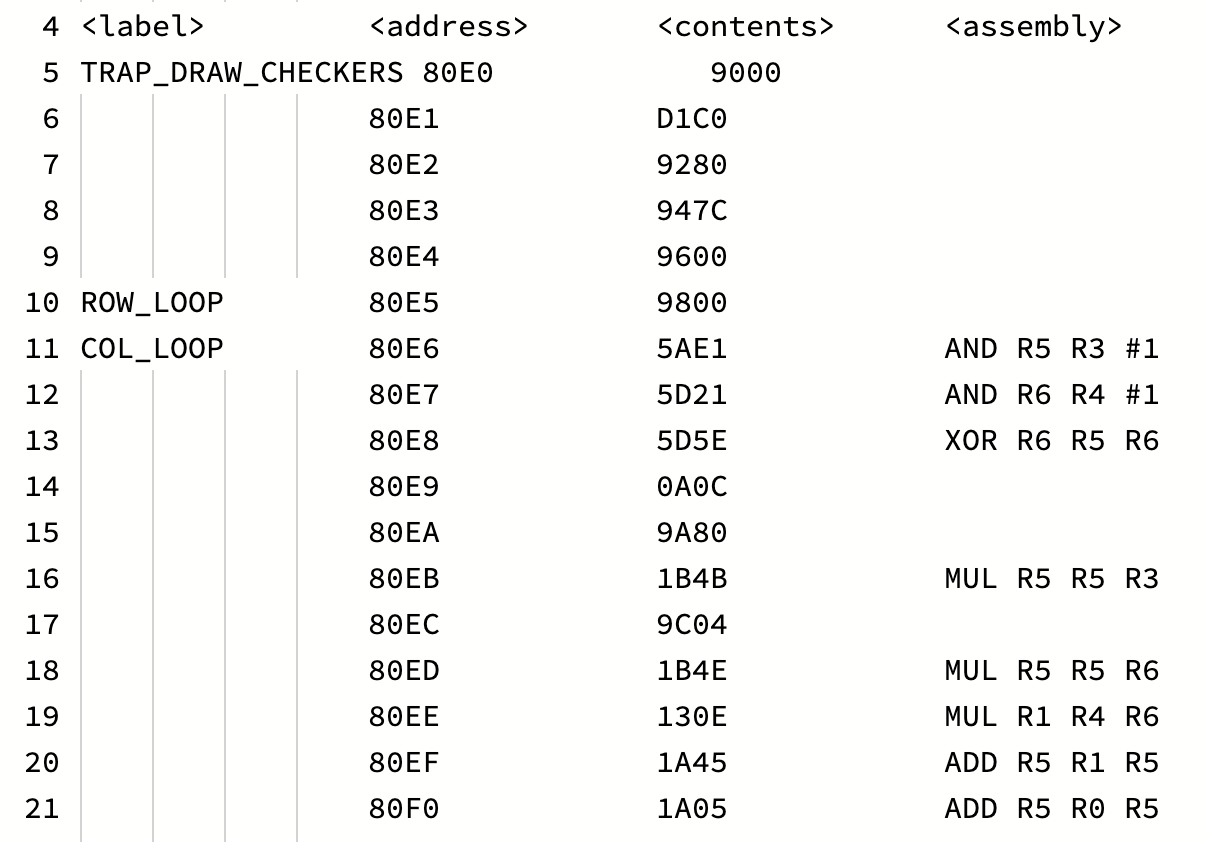 4 <label> <address> <contents> <assembly>
5 TRAP_DRAW_CHECKERS 80E0 9000
6 80E1 D1C0
7 80E2 9280
8 80E3 947C
9 80E4 9600
10 ROW_LOOP 80E5 9800
11 COL_LOOP 80E6 5AE1 AND R5 R3 #1
12 80E7 5D21 AND R6 R4 #1
13 80E8 5D5E XOR R6 R5 R6
14 80E9 0A0C
15 80EA 9A80
16 80EB 1B4B MUL R5 R5 R3
17 80EC 9C04
18 80ED 1B4E MUL R5 R5 R6
19 80EE 130E MUL R1 R4 R6
20 80EF 1A45 ADD R5 R1 R5
21 80F0 1A05 ADD R5 R0 R5